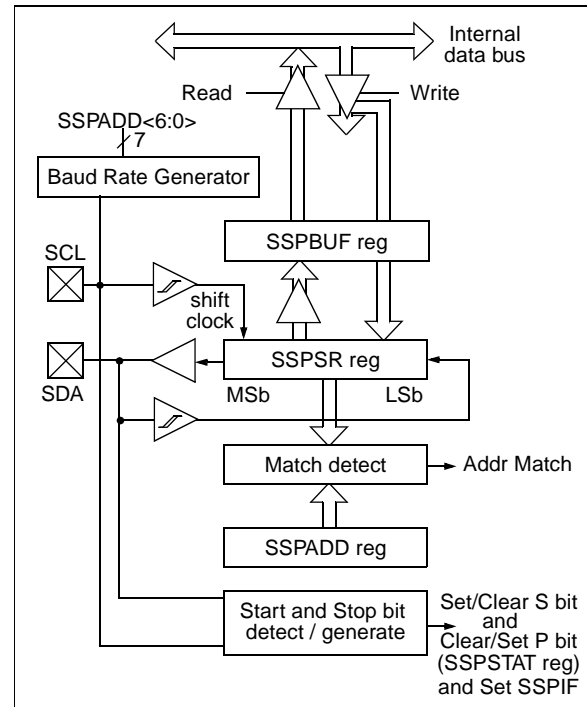 Internal
data bus
Read
Write
SSPADD<6:0>
7
Baud Rate Generator
SSPBUF reg
SCL
shift
clock
SSPSR reg
SDA
MSb
LSb
Match detect
Addr Match
SSPADD reg
Start and Stop bit
detect / generate
Set/Clear S bit
and
Clear/Set P bit
(SSPSTAT reg)
and Set SSPIF